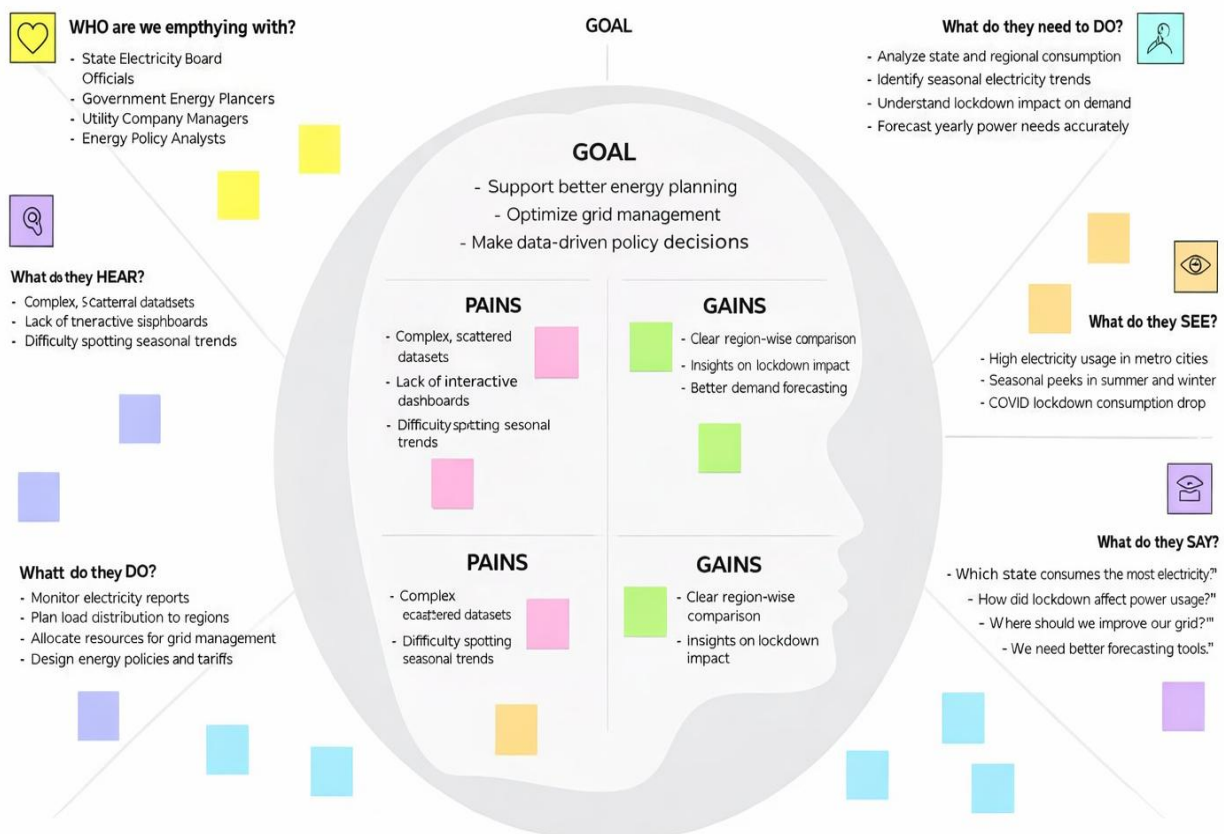 WHO are we empthying with?
- State Electricity Board
Officials
- Government Energy Plancers
- Utility Company Managers
- Energy Policy Analysts
GOAL
What do they need to DO?
- Analyze state and regional consumption
- Identify seasonal electricity trends
- Understand lockdown impact on demand
- Forecast yearly power needs accurately
GOAL
- Support better energy planning
- Optimize grid management
- Make data-driven policy decisions
What do they HEAR?
- Complex, Scatterral datadsets
- Lack of tneractive sisphboards
- Difficulty spotting seasonal trends
What do they SEE?
- High electricity usage in metro cities
- Seasonal peeks in summer and winter
- COVID lockdown consumption drop
PAINS
- Complex, scattered
datasets
- Lack of interactive
dashboards
- Difficulty sptting sesonal
trends
GAINS
- Clear region-wise comparison
- Insights on lockdown impact
- Better demand forecasting
Whatt do they DO?
- Monitor electricity reports
- Plan load distribution to regions
- Allocate resources for grid management
- Design energy policies and tariffs
PAINS
- Complex
ecattered datasets
- Difficulty spotting
seasonal trends
GAINS
- Clear region-wise
comparison
- Insights on lockdown
impact
What do they SAY?
- Which state consumes the most electricity?"
- How did lockdown affect power usage?"
- Where should we improve our grid?'"
- We need better forecasting tools."